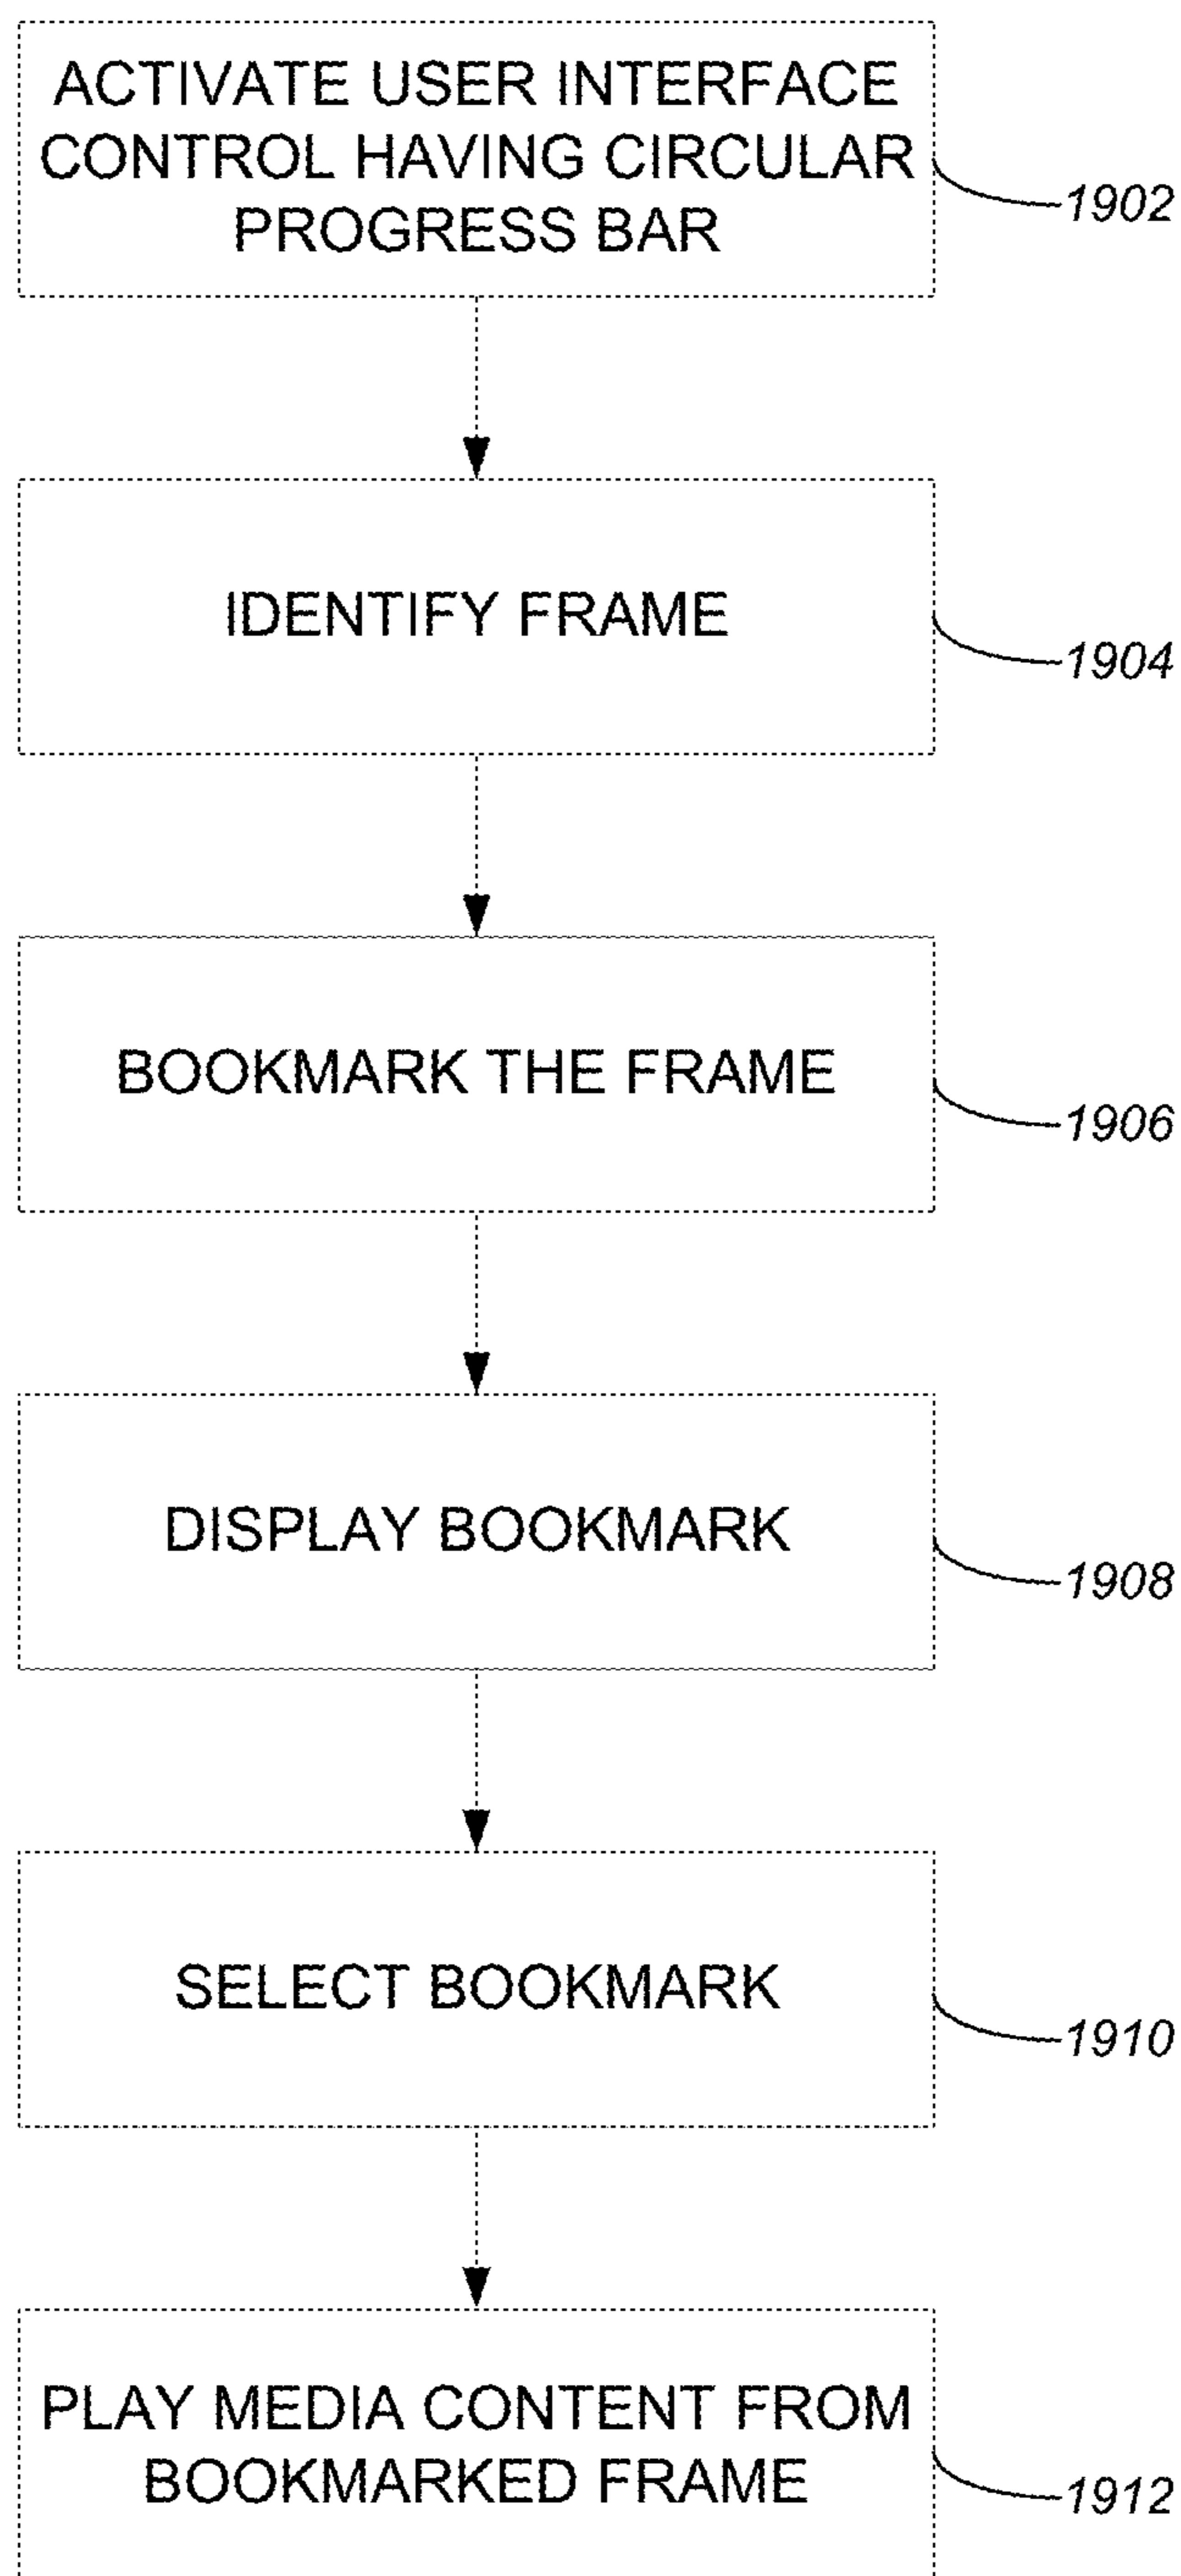 ACTIVATE USER INTERFACE
CONTROL HAVING CIRCULAR
PROGRESS BAR
1902
IDENTIFY FRAME
1904
BOOKMARK THE FRAME
1906
DISPLAY BOOKMARK
1908
SELECT BOOKMARK
1910
PLAY MEDIA CONTENT FROM
BOOKMARKED FRAME
1912